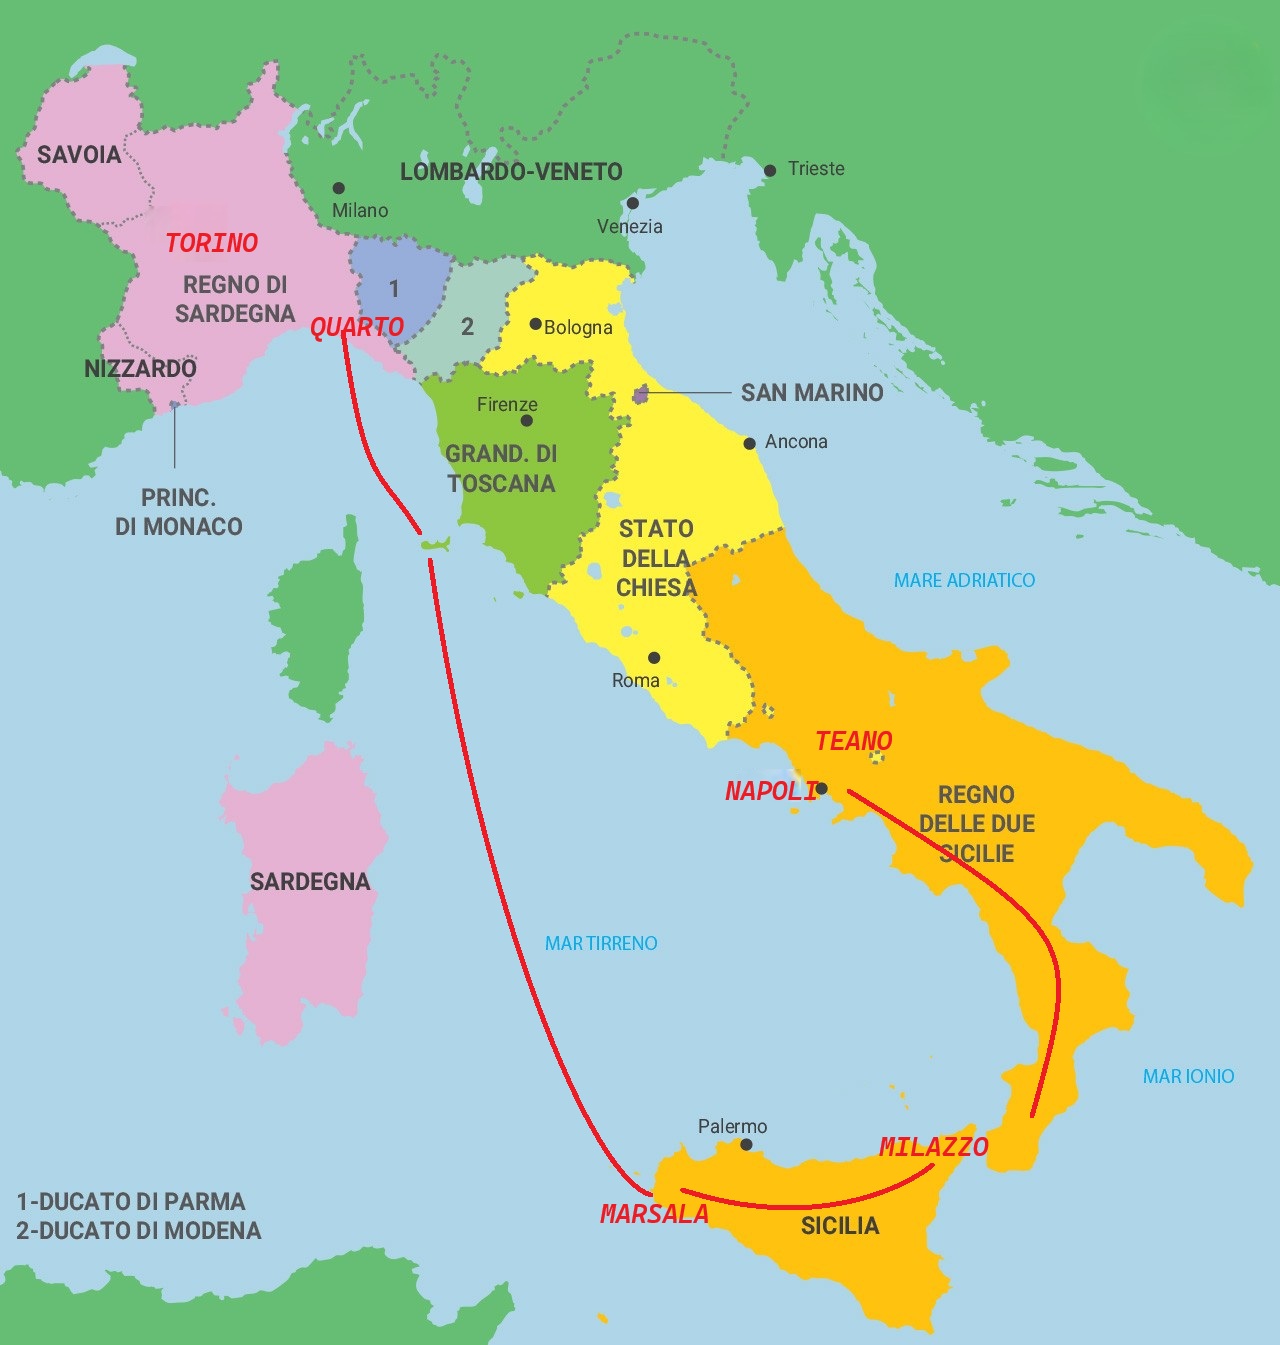 SAVOIA
LOMBARDO-VENETO
Trieste
Milano
Venezia
TORINO
REGNO DI
SARDEGNA
1
QUARTO
2
Bologna
NIZZARDO
SAN MARINO
Firenze
Ancona
GRAND. DI
TOSCANA
PRINC.
DI MONACO
STATO
DELLA
CHIESA
MARE ADRIATICO
Roma
TEANO
NAPOLI
REGNO
DELLE DUE
SICILIE
SARDEGNA
MAR TIRRENO
MAR IONIO
Palermo
MILAZZO
MARSALA
SICILIA
1-DUCATO DI PARMA
2-DUCATO DI MODENA